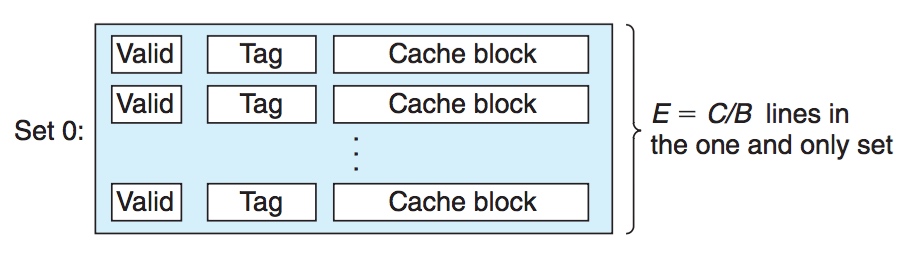 Valid Tag Cache block
Valid Tag Cache block
Set 0:
E = C/B lines in
the one and only set
Valid Tag Cache block